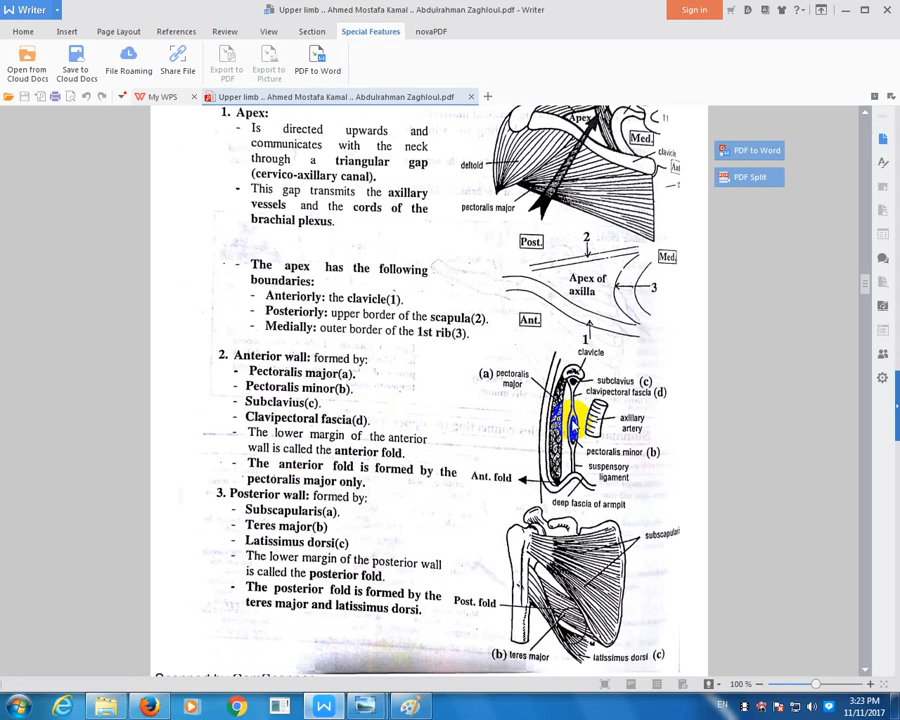 Writer
Upper limb .. Ahmed Mostafa Kamal .. Abdulrahman Zaghloul.pdf - Writer
Sign in
Home
Insert
Page Layout
References
Review
View
Section
Special Features
novaPDF
Open from Cloud Docs
Save to Cloud Docs
File Roaming
Share File
Export to PDF
Export to Picture
PDF to Word
My WPS
Upper limb .. Ahmed Mostafa Kamal .. Abdulrahman Zaghloul.pdf
PDF to Word
PDF Split
1. Apex:
- Is directed upwards and
communicates with the neck
through a triangular gap
(cervico-axillary canal).
- This gap transmits the axillary
vessels and the cords of the
brachial plexus.
Apex
Med.
clavicle
deltoid
pectoralis major
- The apex has the following
boundaries:
- Anteriorly: the clavicle(1).
- Posteriorly: upper border of the scapula(2).
- Medially: outer border of the 1st rib(3).
Post.
2
Med.
Apex of
axilla
3
Ant.
1
2. Anterior wall: formed by:
- Pectoralis major(a).
- Pectoralis minor(b).
- Subclavius(c).
- Clavipectoral fascia(d).
- The lower margin of the anterior
wall is called the anterior fold.
- The anterior fold is formed by the
pectoralis major only.
clavicle
(a) pectoralis
major
subclavius (c)
clavipectoral fascia (d)
axillary
artery
pectoralis minor (b)
suspensory
ligament
Ant. fold
deep fascia of armpit
3. Posterior wall: formed by:
- Subscapularis(a).
- Teres major(b)
- Latissimus dorsi(c)
- The lower margin of the posterior wall
is called the posterior fold.
- The posterior fold is formed by the
teres major and latissimus dorsi.
subscapularis
Post. fold
(b) teres major
latissimus dorsi (c)
100 %
EN
3:23 PM
11/11/2017